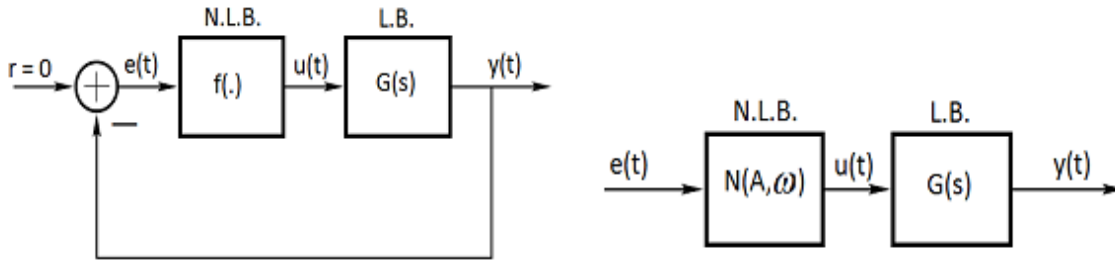 N.L.B. L.B.
r = 0 e(t) f(.) u(t) G(s) y(t)
+
−
N.L.B. L.B.
e(t) N(A,ω) u(t) G(s) y(t)